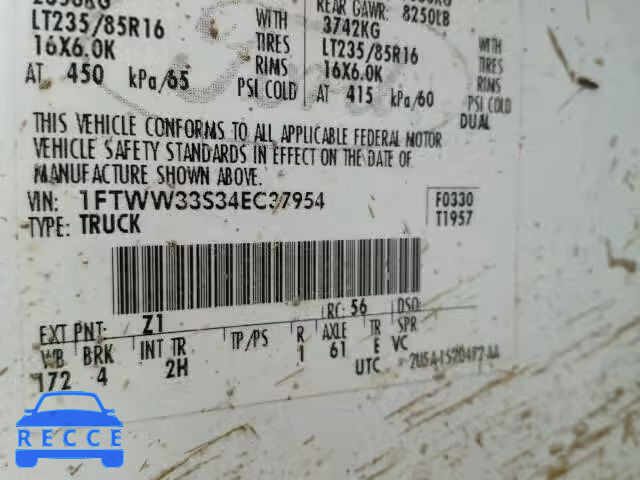 REAR GAWR: 8250LB
WITH 3742KG
LT235/85R16 TIRES LT235/85R16 WITH
16X6.0K RIMS 16X6.0K TIRES
AT 450 kPa/65 PSI COLD AT 415 kPa/60 RIMS
PSI COLD
DUAL
THIS VEHICLE CONFORMS TO ALL APPLICABLE FEDERAL MOTOR
VEHICLE SAFETY STANDARDS IN EFFECT ON THE DATE OF
MANUFACTURE SHOWN ABOVE.
VIN: 1FTWW33S34EC37954 F0330
TYPE: TRUCK T1957
RC: 56 DSO:
EXT PNT: Z1
WB BRK INT TR TP/PS R AXLE TR SPR
172 4 2H 1 61 E VC
UTC
RECCE